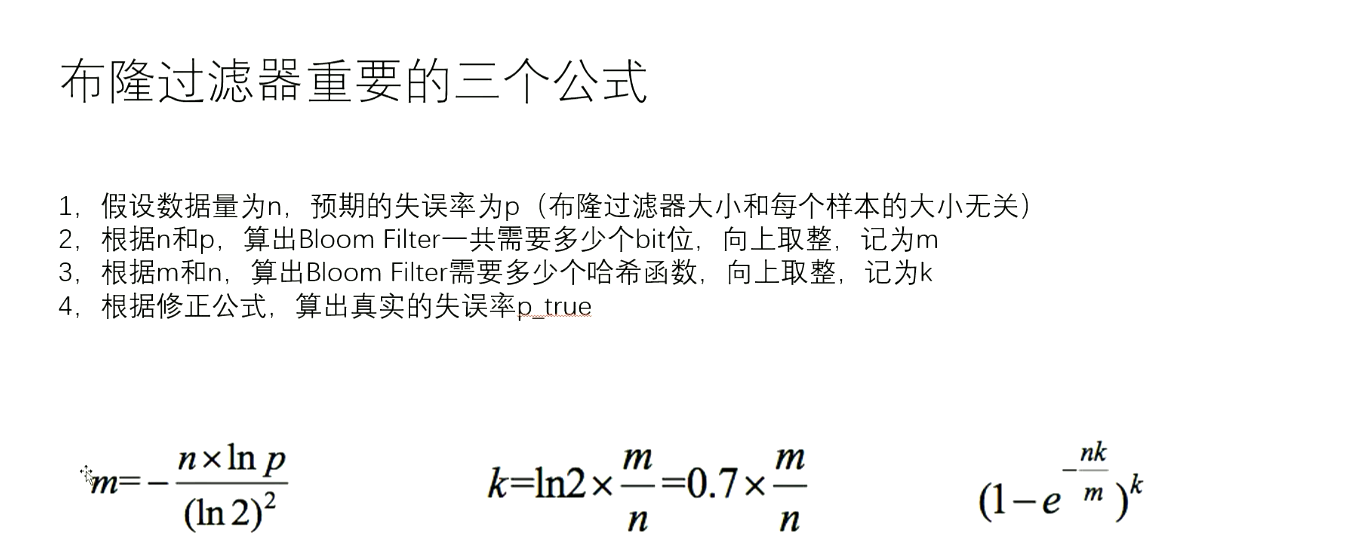 布隆过滤器重要的三个公式
1，假设数据量为n，预期的失误率为p（布隆过滤器大小和每个样本的大小无关）
2，根据n和p，算出Bloom Filter一共需要多少个bit位，向上取整，记为m
3，根据m和n，算出Bloom Filter需要多少个哈希函数，向上取整，记为k
4，根据修正公式，算出真实的失误率p_true
m=-\frac{n×ln p}{(ln 2)^2} k=ln2×\frac{m}{n}=0.7×\frac{m}{n} (1-e^{-\frac{nk}{m}})^k